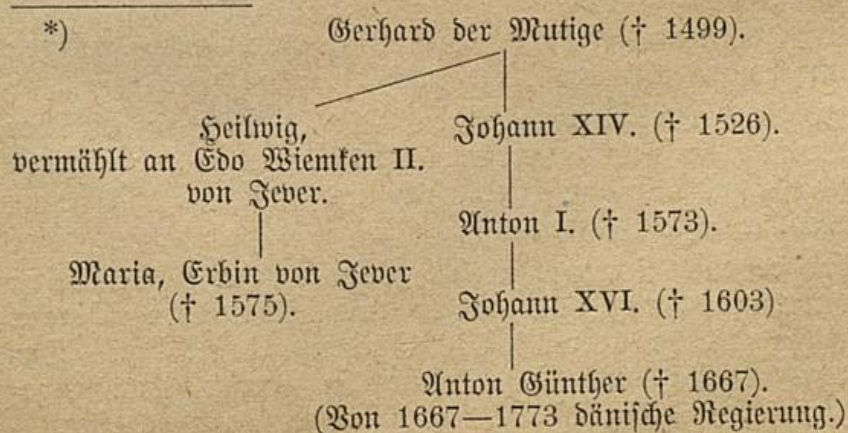 *) Gerhard der Mutige († 1499).
Heilwig,
vermählt an Edo Wiemken II.
von Jever.
Maria, Erbin von Jever
(† 1575).
Johann XIV. († 1526).
Anton I. († 1573).
Johann XVI. († 1603)
Anton Günther († 1667).
(Von 1667—1773 dänische Regierung.)